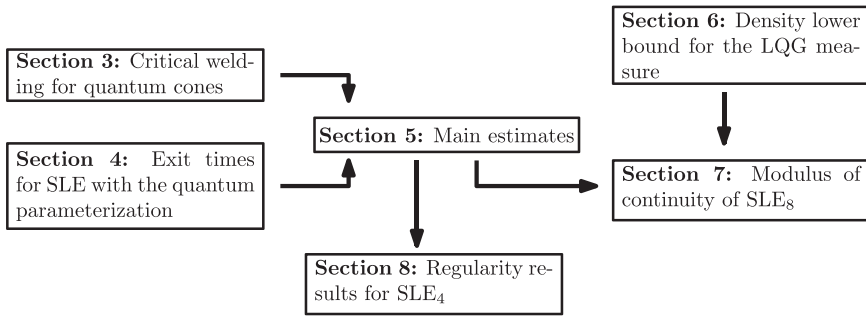 Section 3: Critical weld-
ing for quantum cones
Section 4: Exit times
for SLE with the quantum
parameterization
Section 5: Main estimates
Section 6: Density lower
bound for the LQG mea-
sure
Section 7: Modulus of
continuity of SLE₈
Section 8: Regularity re-
sults for SLE₄